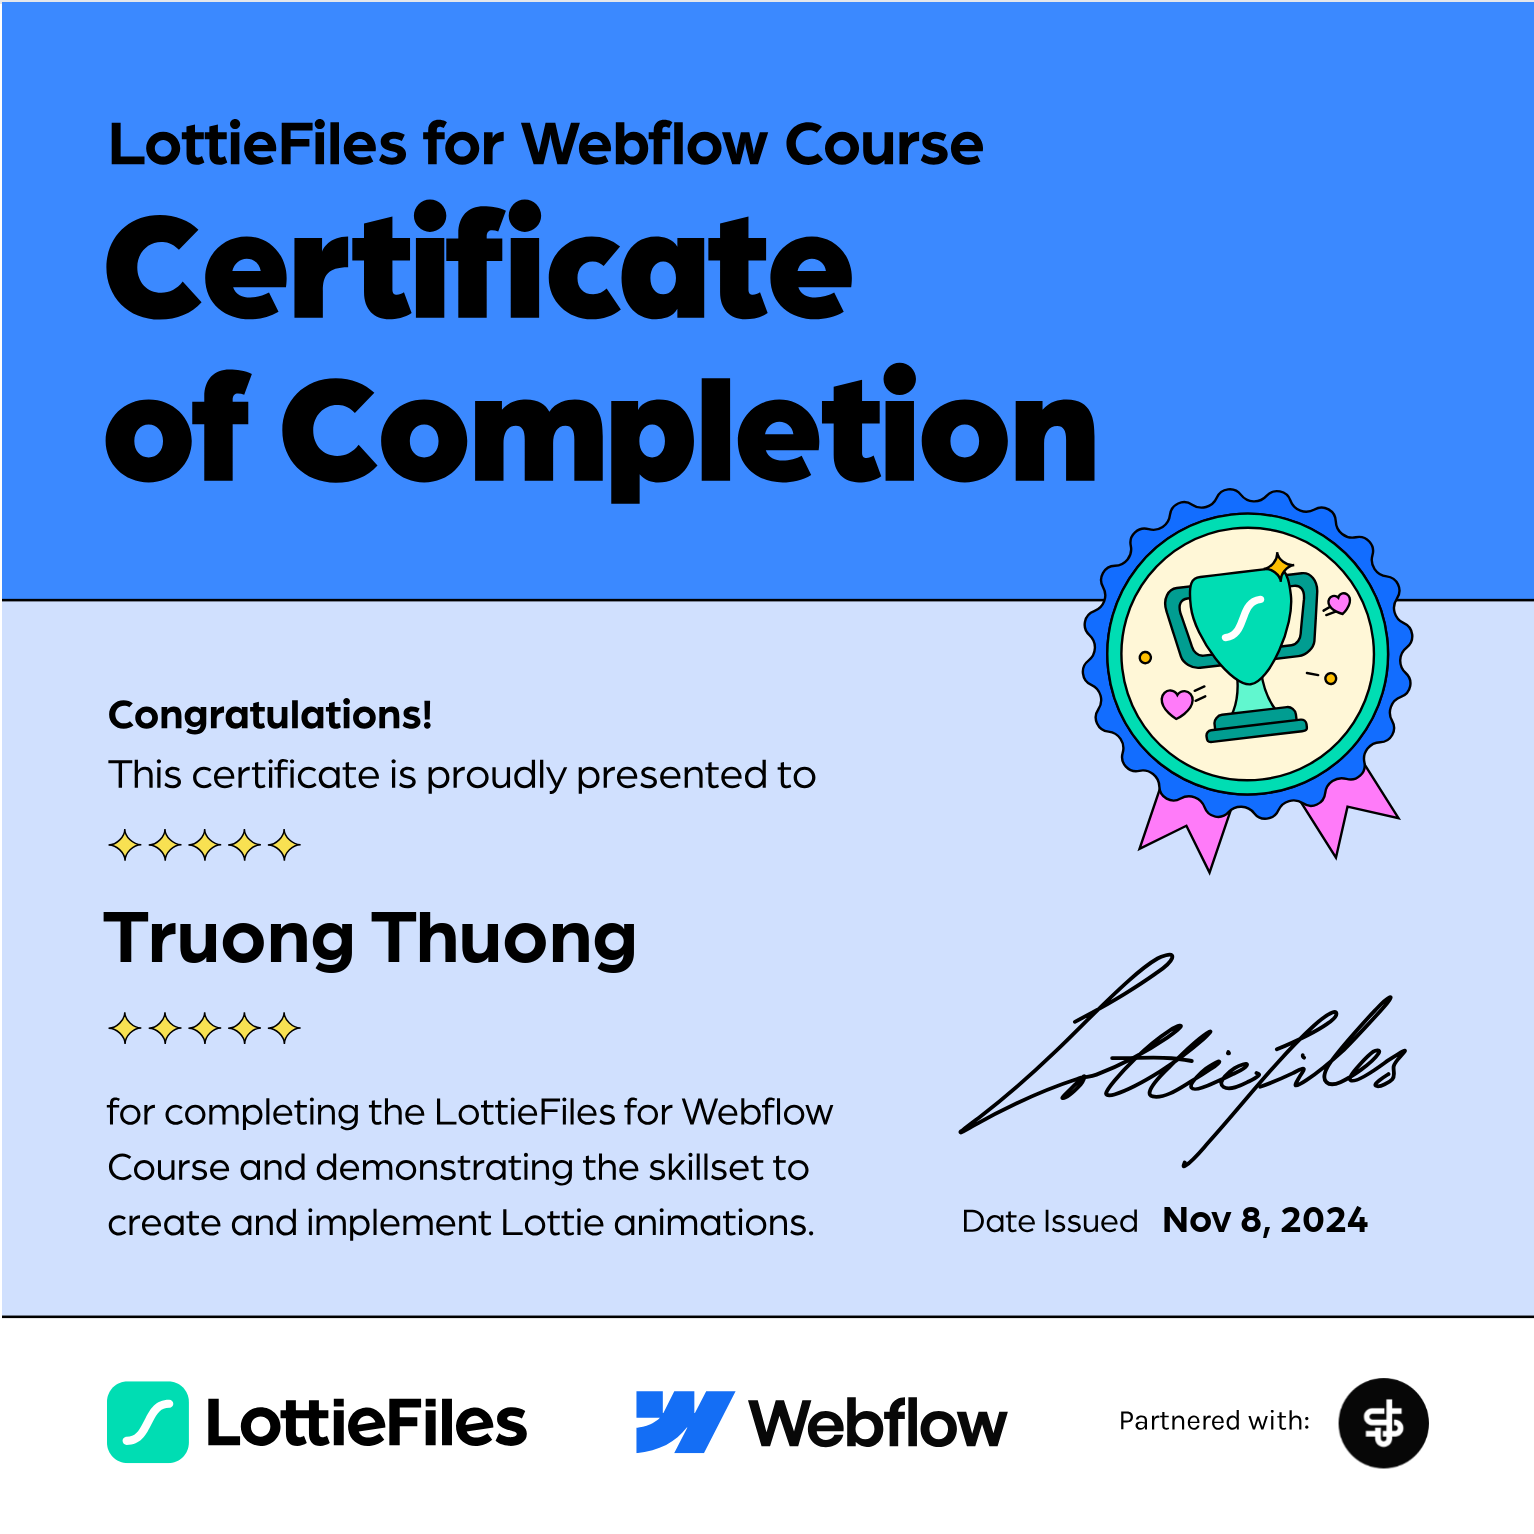 LottieFiles for Webflow Course
Certificate
of Completion
Congratulations!
This certificate is proudly presented to
Truong Thuong
for completing the LottieFiles for Webflow
Course and demonstrating the skillset to
create and implement Lottie animations.
LottieFiles
Date Issued Nov 8, 2024
LottieFiles
Webflow
Partnered with: